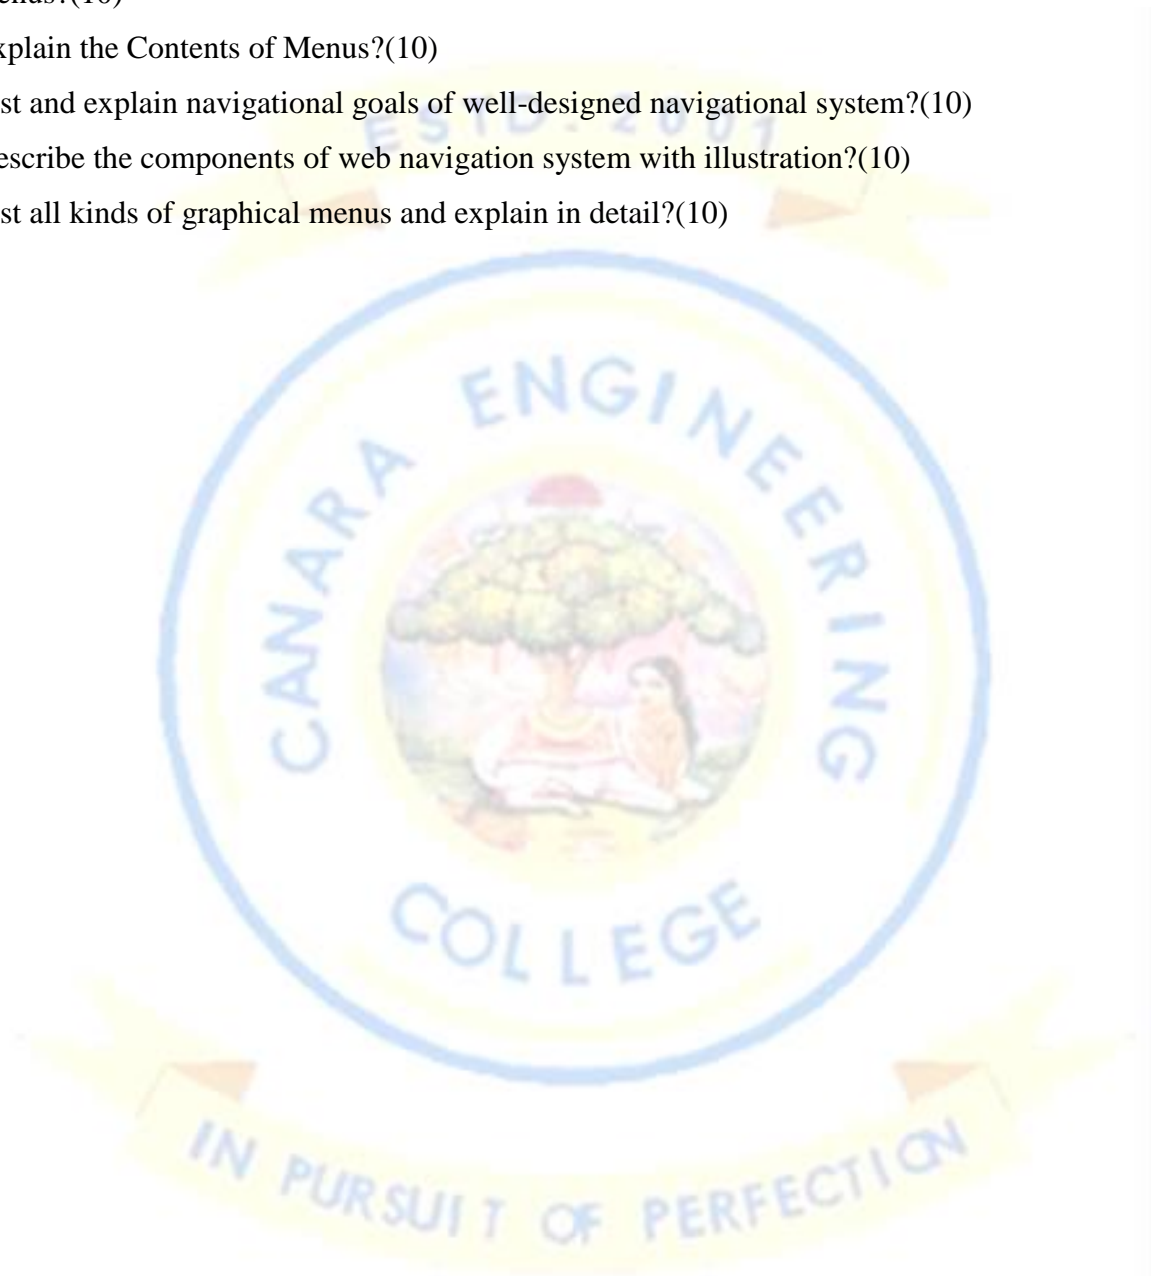 enus?(10)
xplain the Contents of Menus?(10)
st and explain navigational goals of well-designed navigational system?(10)
escribe the components of web navigation system with illustration?(10)
st all kinds of graphical menus and explain in detail?(10)
ESTD. 2001
CANARA ENGINEERING
COLLEGE
IN PURSUIT OF PERFECTION